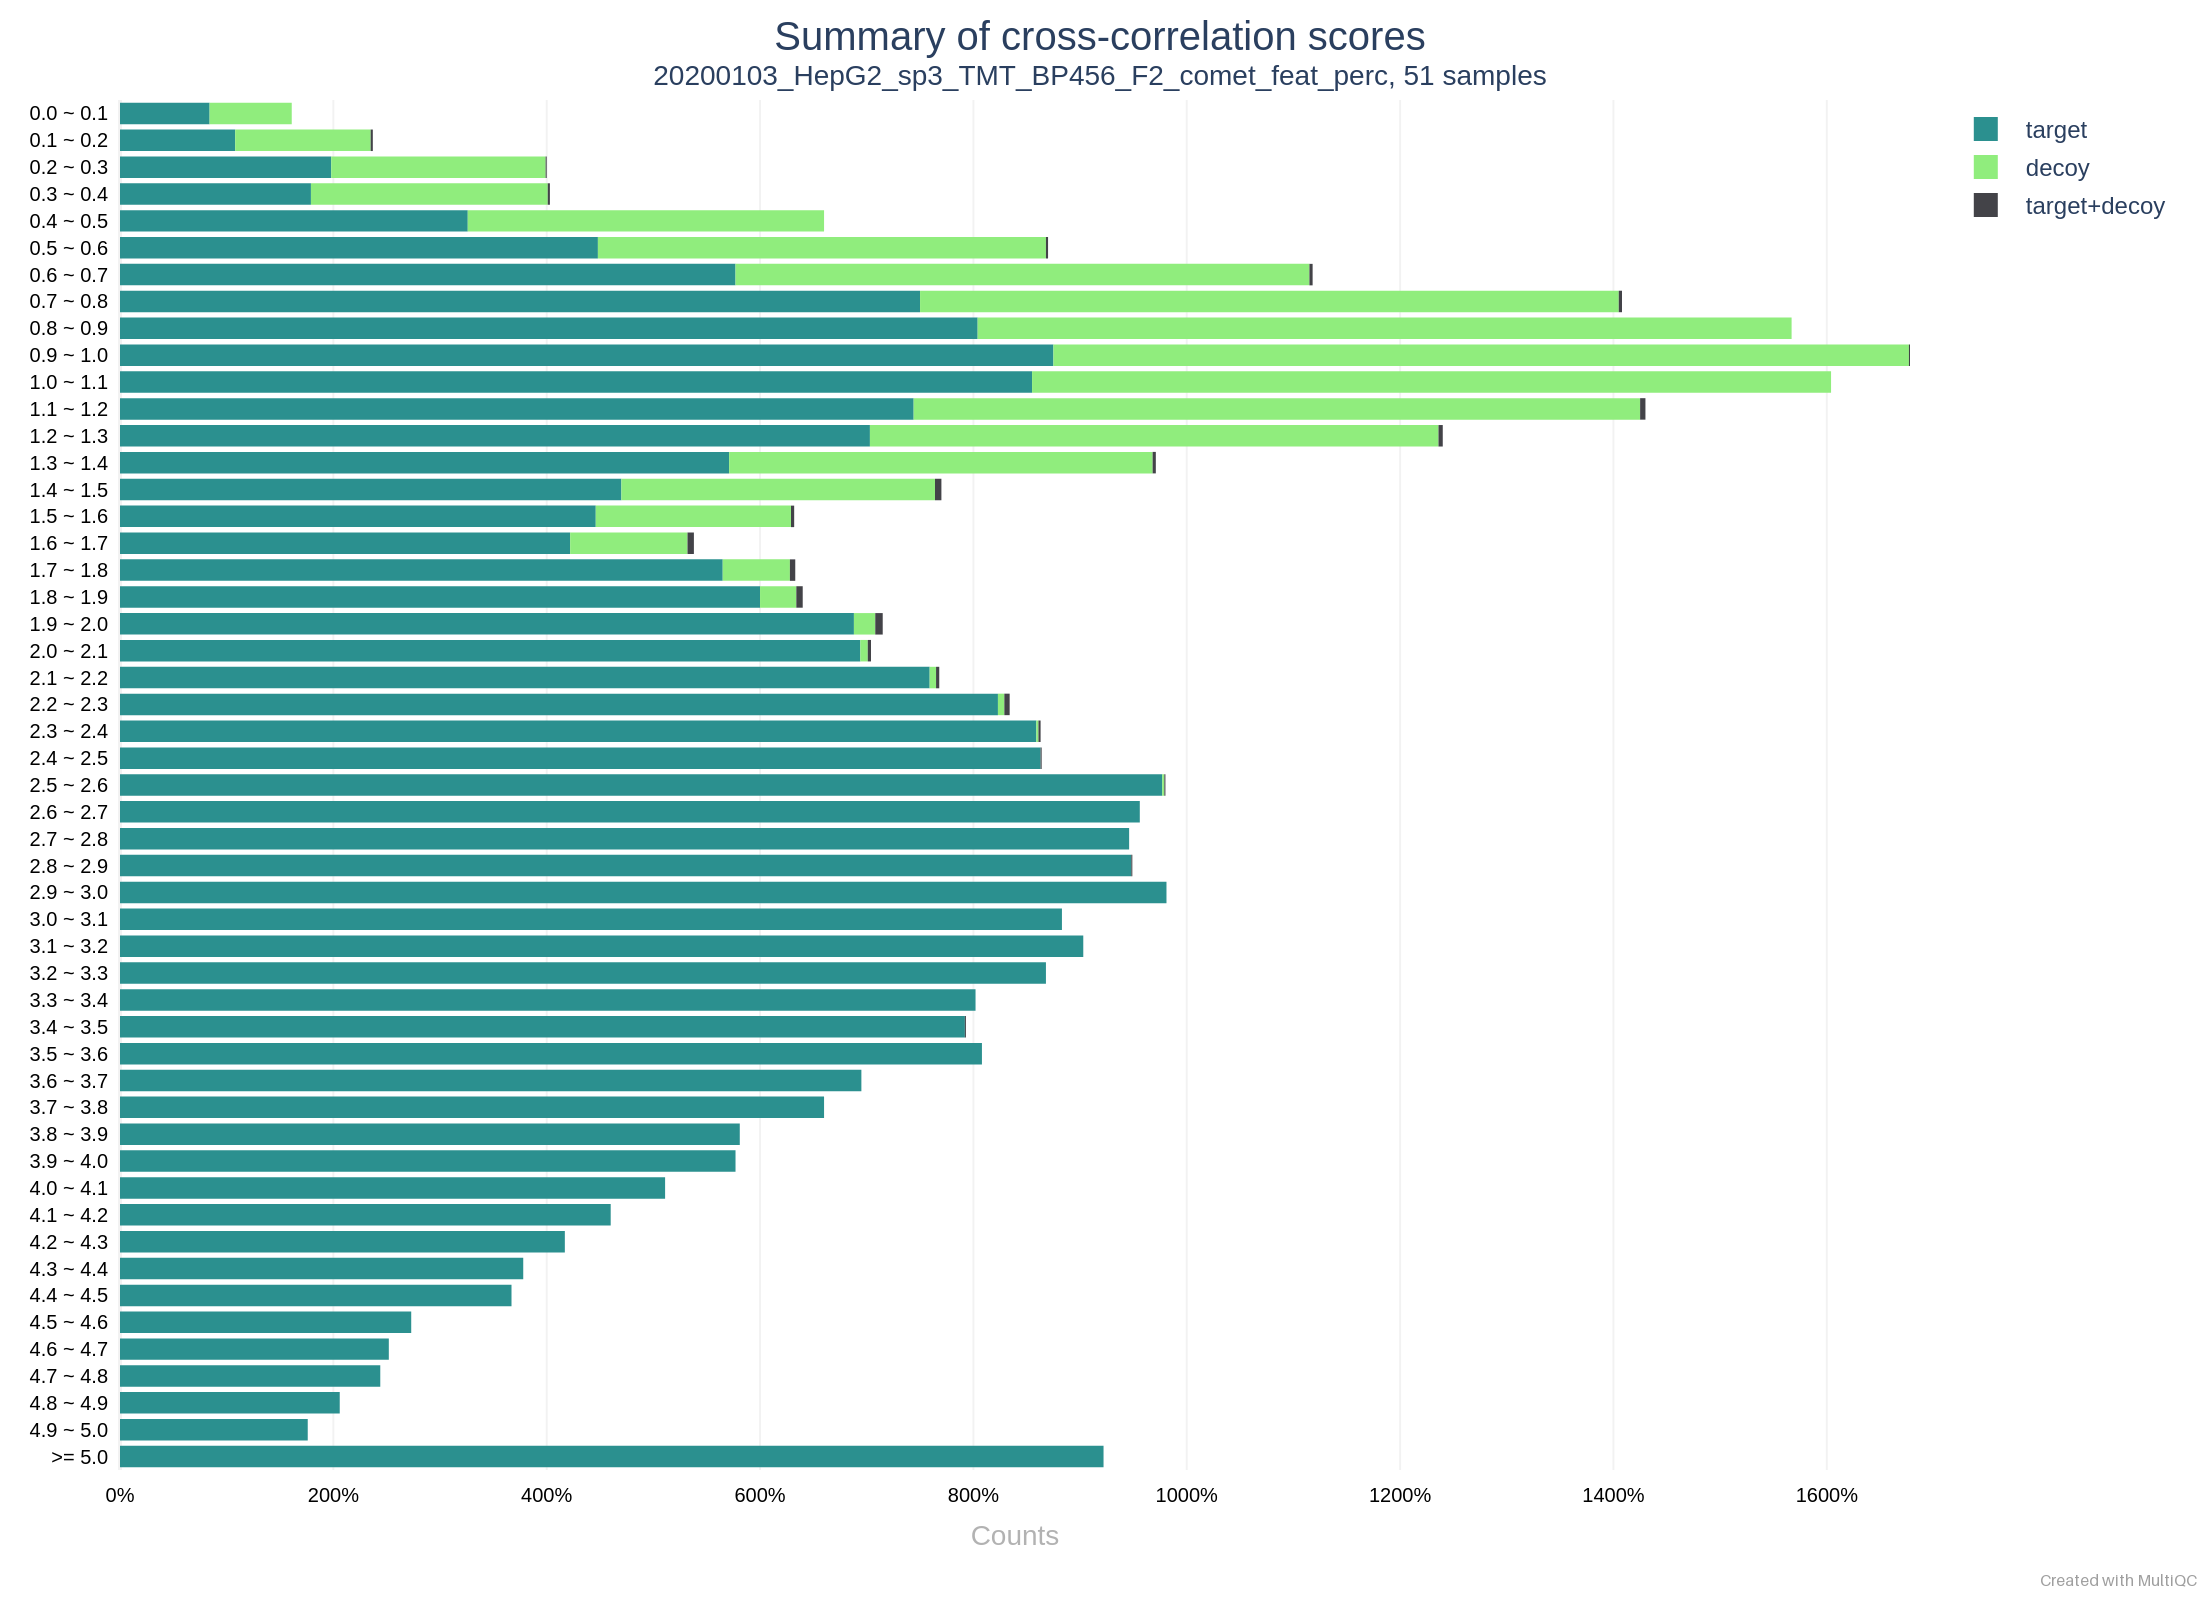 Summary of cross-correlation scores
20200103_HepG2_sp3_TMT_BP456_F2_comet_feat_perc, 51 samples
0.0 ~ 0.1
0.1 ~ 0.2
0.2 ~ 0.3
0.3 ~ 0.4
0.4 ~ 0.5
0.5 ~ 0.6
0.6 ~ 0.7
0.7 ~ 0.8
0.8 ~ 0.9
0.9 ~ 1.0
1.0 ~ 1.1
1.1 ~ 1.2
1.2 ~ 1.3
1.3 ~ 1.4
1.4 ~ 1.5
1.5 ~ 1.6
1.6 ~ 1.7
1.7 ~ 1.8
1.8 ~ 1.9
1.9 ~ 2.0
2.0 ~ 2.1
2.1 ~ 2.2
2.2 ~ 2.3
2.3 ~ 2.4
2.4 ~ 2.5
2.5 ~ 2.6
2.6 ~ 2.7
2.7 ~ 2.8
2.8 ~ 2.9
2.9 ~ 3.0
3.0 ~ 3.1
3.1 ~ 3.2
3.2 ~ 3.3
3.3 ~ 3.4
3.4 ~ 3.5
3.5 ~ 3.6
3.6 ~ 3.7
3.7 ~ 3.8
3.8 ~ 3.9
3.9 ~ 4.0
4.0 ~ 4.1
4.1 ~ 4.2
4.2 ~ 4.3
4.3 ~ 4.4
4.4 ~ 4.5
4.5 ~ 4.6
4.6 ~ 4.7
4.7 ~ 4.8
4.8 ~ 4.9
4.9 ~ 5.0
>= 5.0
0% 200% 400% 600% 800% 1000% 1200% 1400% 1600%
Counts
target
decoy
target+decoy
Created with MultiQC